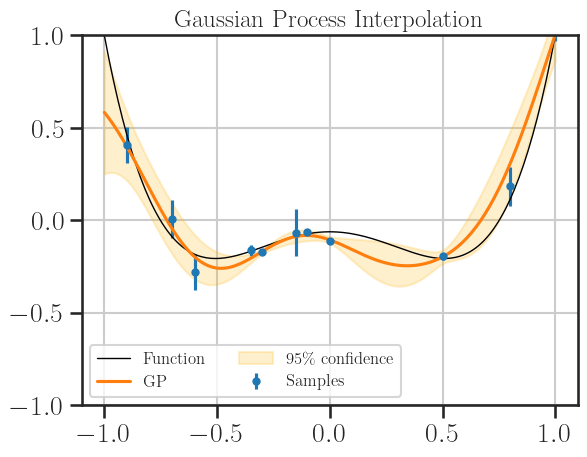 Gaussian Process Interpolation
1.0
0.5
0.0
−0.5
−1.0
Function
GP
95% confidence
Samples
−1.0 −0.5 0.0 0.5 1.0